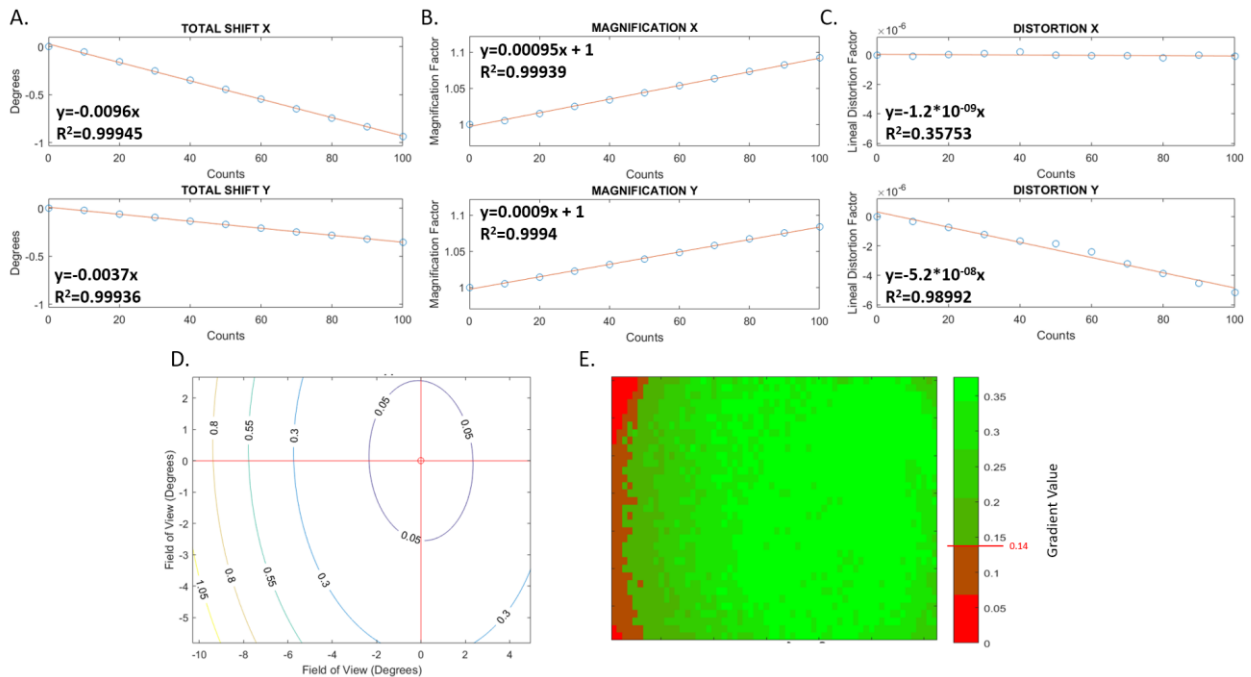 A.
TOTAL SHIFT X
0
-0.5
-1
Degrees
y=-0.0096x
R²=0.99945
0 20 40 60 80 100
Counts
TOTAL SHIFT Y
0
-0.5
-1
Degrees
y=-0.0037x
R²=0.99936
0 20 40 60 80 100
Counts
B.
MAGNIFICATION X
1.1
1.05
1
Magnification Factor
y=0.00095x + 1
R²=0.99939
0 20 40 60 80 100
Counts
MAGNIFICATION Y
1.1
1.05
1
Magnification Factor
y=0.0009x + 1
R²=0.9994
0 20 40 60 80 100
Counts
C.
×10⁻⁶
DISTORTION X
0
-2
-4
-6
Lineal Distortion Factor
y=-1.2*10⁻⁰⁹x
R²=0.35753
0 20 40 60 80 100
Counts
×10⁻⁶
DISTORTION Y
0
-2
-4
-6
Lineal Distortion Factor
y=-5.2*10⁻⁰⁸x
R²=0.98992
0 20 40 60 80 100
Counts
D.
2
1
0
-1
-2
-3
-4
-5
Field of View (Degrees)
0.8
0.55
0.3
0.05
0.05
0.05
1.05
0.8
0.55
0.3
0.3
-10 -8 -6 -4 -2 0 2 4
Field of View (Degrees)
E.
0.35
0.3
0.25
0.2
0.15
0.14
0.1
0.05
0
Gradient Value